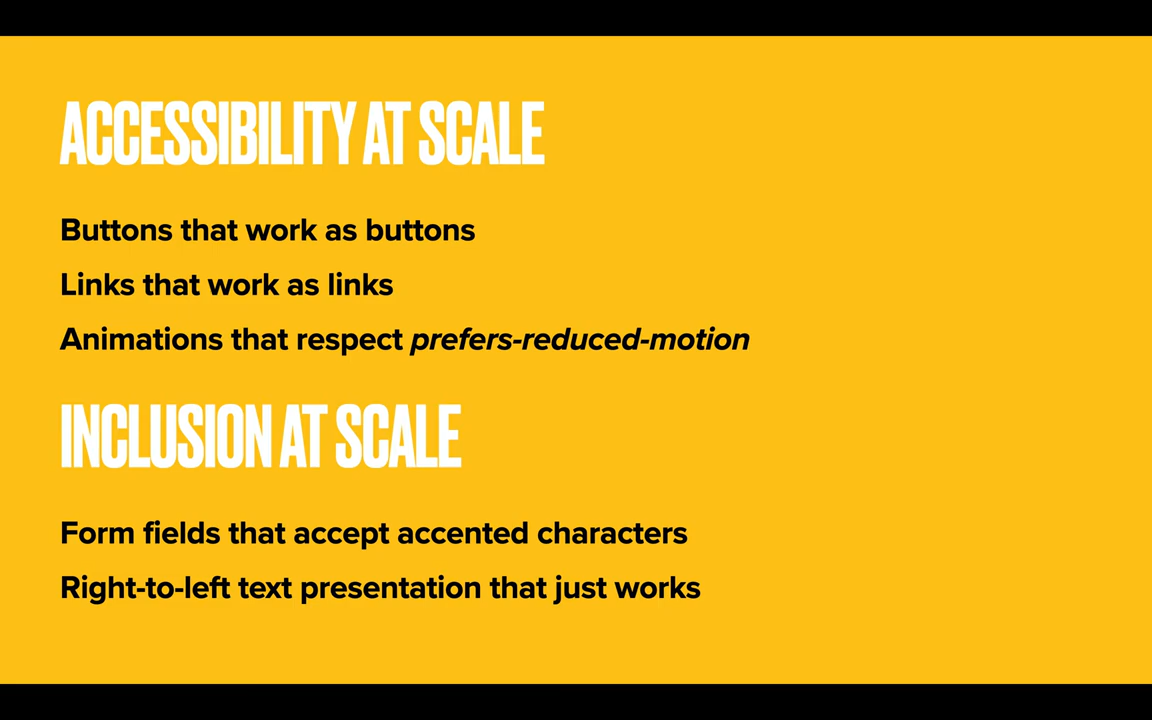 ACCESSIBILITY AT SCALE
Buttons that work as buttons
Links that work as links
Animations that respect prefers-reduced-motion
INCLUSION AT SCALE
Form fields that accept accented characters
Right-to-left text presentation that just works